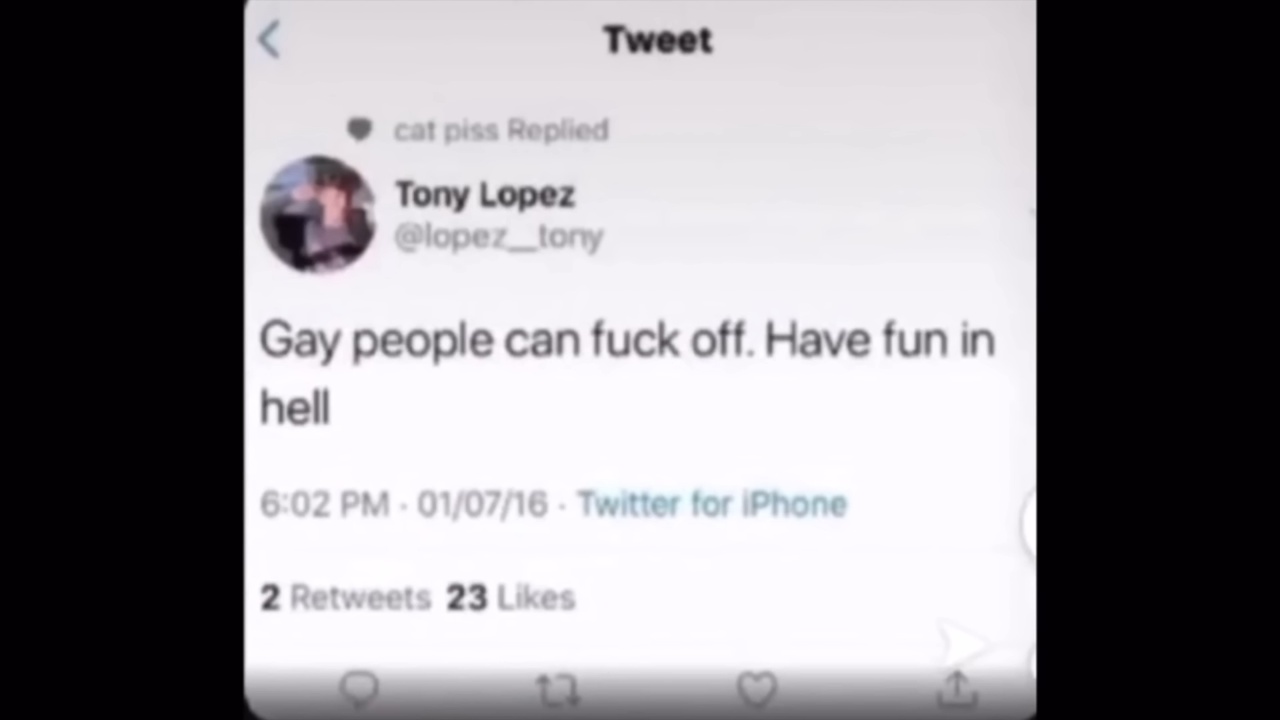 Tweet
cat piss Replied
Tony Lopez
@lopez__tony
Gay people can fuck off. Have fun in
hell
6:02 PM · 01/07/16 · Twitter for iPhone
2 Retweets 23 Likes